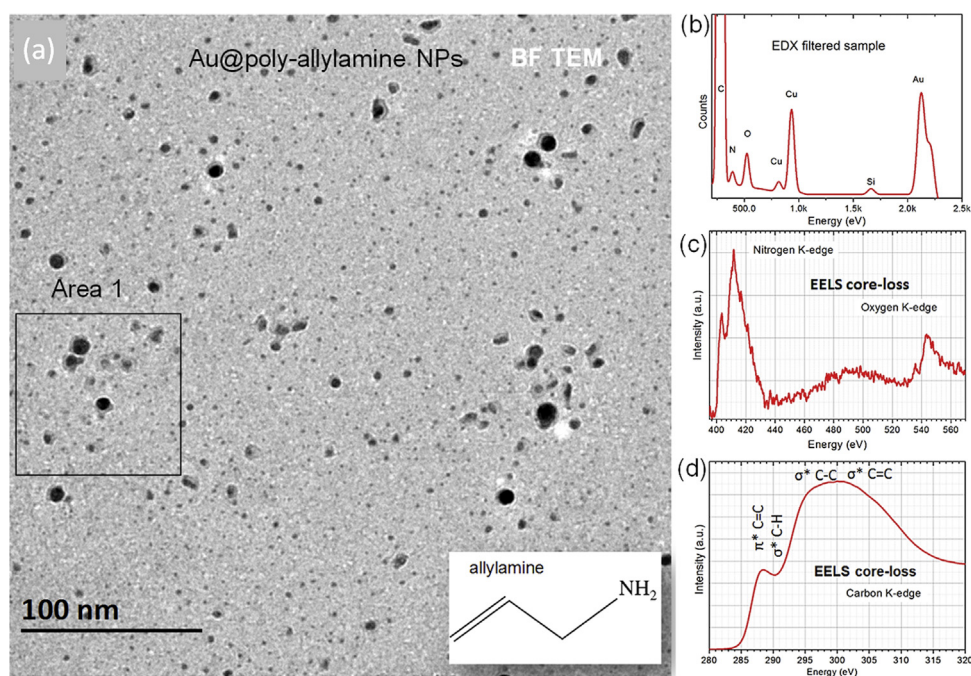 (a)
Au@poly-allylamine NPs
BF TEM
Area 1
100 nm
allylamine
NH₂
(b)
EDX filtered sample
Counts
C
N
O
Cu
Cu
Si
Au
500.0 1.0k 1.5k 2.0k 2.5k
Energy (eV)
(c)
Nitrogen K-edge
EELS core-loss
Oxygen K-edge
Intensity (a.u.)
400 420 440 460 480 500 520 540 560
Energy (eV)
(d)
σ* C-C σ* C=C
π* C=C
σ* C-H
EELS core-loss
Carbon K-edge
Intensity (a.u.)
280 285 290 295 300 305 310 315 320
Energy (eV)